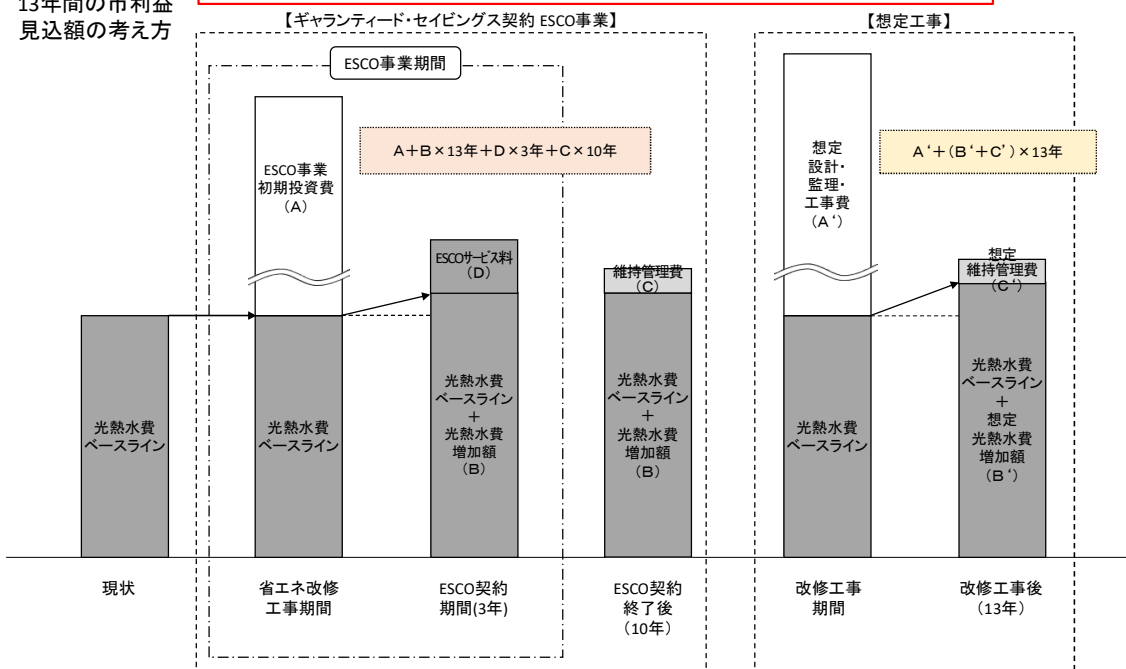 13年間の市利益
見込額の考え方
【ギャランティード・セイビングス契約 ESCO事業】
【想定工事】
ESCO事業期間
A+B×13年+D×3年+C×10年
A‘+(B‘+C’)×13年
ESCO事業
初期投資費
(A)
想定
設計・
監理・
工事費
(A‘)
ESCOサービス料
(D)
維持管理費
(C)
想定
維持管理費
(C‘)
光熱水費
ベースライン
光熱水費
ベースライン
光熱水費
ベースライン
+
光熱水費
増加額
(B)
光熱水費
ベースライン
+
光熱水費
増加額
(B)
光熱水費
ベースライン
光熱水費
ベースライン
+
想定
光熱水費
増加額
(B‘)
現状
省エネ改修
工事期間
ESCO契約
期間(3年)
ESCO契約
終了後
(10年)
改修工事
期間
改修工事後
(13年)